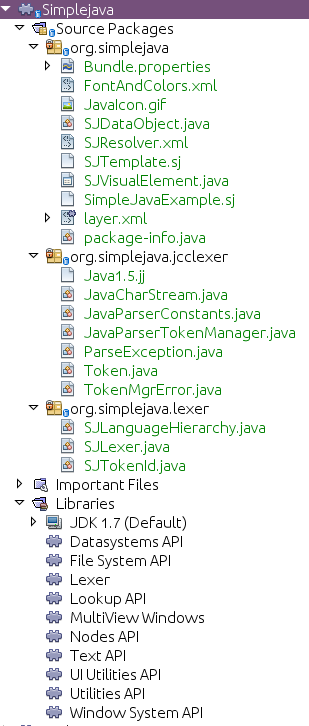 Simplejava
Source Packages
org.simplejava
Bundle.properties
FontAndColors.xml
JavaIcon.gif
SJDataObject.java
SJResolver.xml
SJTemplate.sj
SJVisualElement.java
SimpleJavaExample.sj
layer.xml
package-info.java
org.simplejava.jcclexer
Java1.5.jj
JavaCharStream.java
JavaParserConstants.java
JavaParserTokenManager.java
ParseException.java
Token.java
TokenMgrError.java
org.simplejava.lexer
SJLanguageHierarchy.java
SJLexer.java
SJTokenId.java
Important Files
Libraries
JDK 1.7 (Default)
Datasystems API
File System API
Lexer
Lookup API
MultiView Windows
Nodes API
Text API
UI Utilities API
Utilities API
Window System API